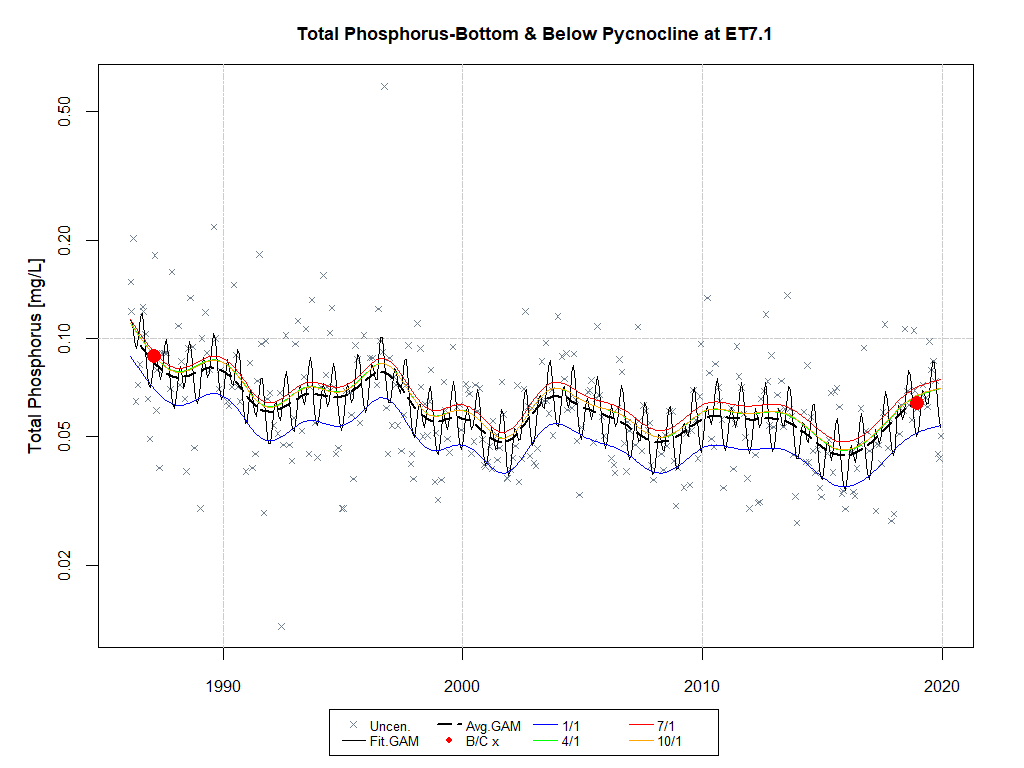 Total Phosphorus-Bottom & Below Pycnocline at ET7.1
Total Phosphorus [mg/L]
0.50
0.20
0.10
0.05
0.02
1990 2000 2010 2020
Uncen. Avg.GAM 1/1 7/1
Fit.GAM B/C x 4/1 10/1